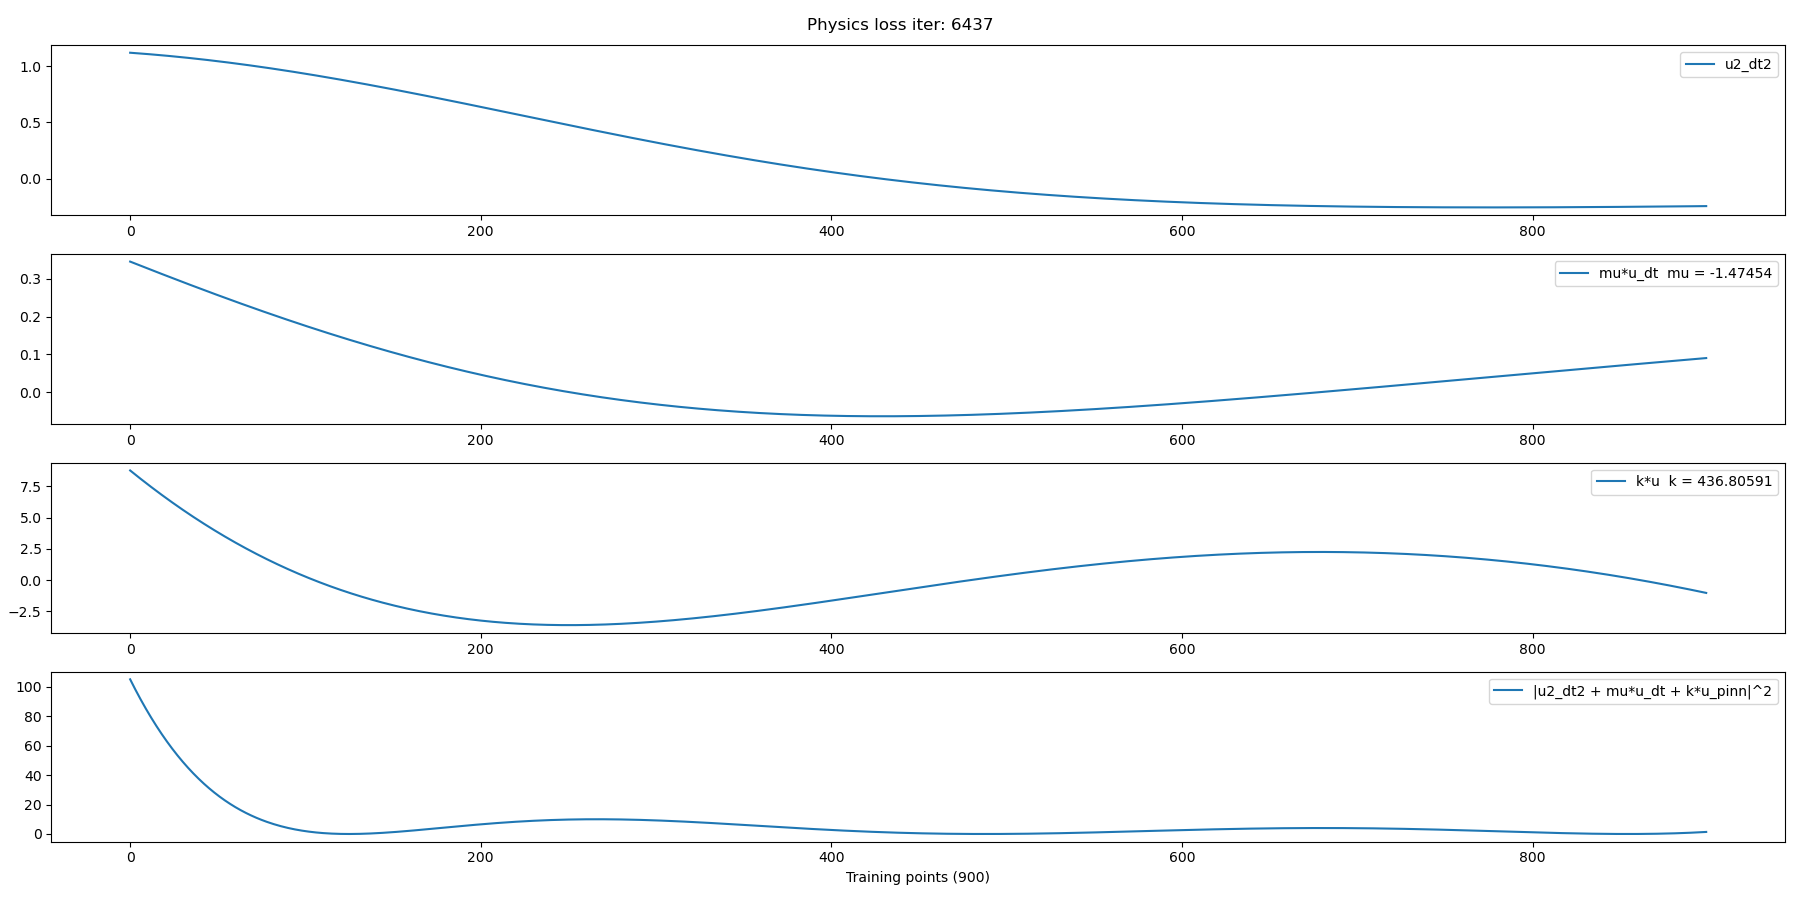 Physics loss iter: 6437
1.0
0.5
0.0
u2_dt2
0 200 400 600 800
0.3
0.2
0.1
0.0
mu*u_dt  mu = -1.47454
0 200 400 600 800
7.5
5.0
2.5
0.0
−2.5
k*u  k = 436.80591
0 200 400 600 800
100
80
60
40
20
0
|u2_dt2 + mu*u_dt + k*u_pinn|^2
0 200 400 600 800
Training points (900)